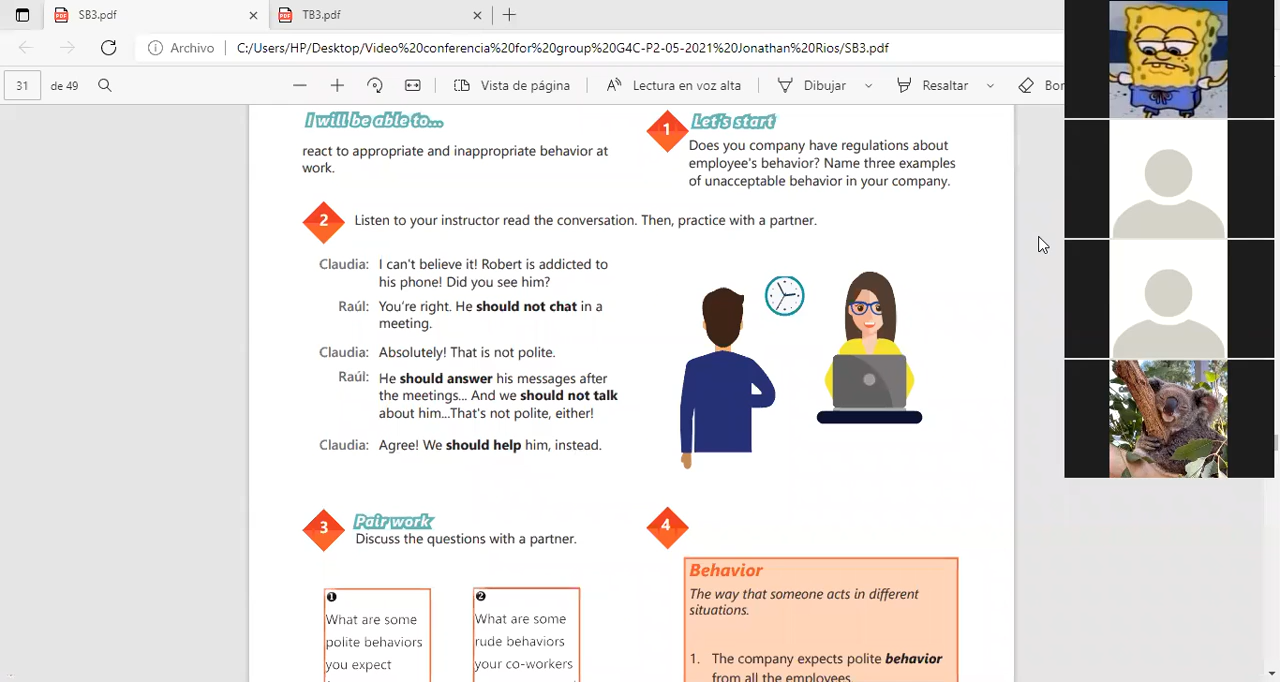 SB3.pdf
TB3.pdf
Archivo
C:/Users/HP/Desktop/Video%20conferencia%20for%20group%20G4C-P2-05-2021%20Jonathan%20Rios/SB3.pdf
31
de 49
Vista de página
Lectura en voz alta
Dibujar
Resaltar
Bor
I will be able to...
react to appropriate and inappropriate behavior at
work.
1
Let's start
Does you company have regulations about
employee's behavior? Name three examples
of unacceptable behavior in your company.
2
Listen to your instructor read the conversation. Then, practice with a partner.
Claudia: I can't believe it! Robert is addicted to
his phone! Did you see him?
Raúl: You're right. He should not chat in a
meeting.
Claudia: Absolutely! That is not polite.
Raúl: He should answer his messages after
the meetings... And we should not talk
about him...That's not polite, either!
Claudia: Agree! We should help him, instead.
3
Pair work
Discuss the questions with a partner.
1
What are some
polite behaviors
you expect
2
What are some
rude behaviors
your co-workers
4
Behavior
The way that someone acts in different
situations.
1. The company expects polite behavior
from all the employees